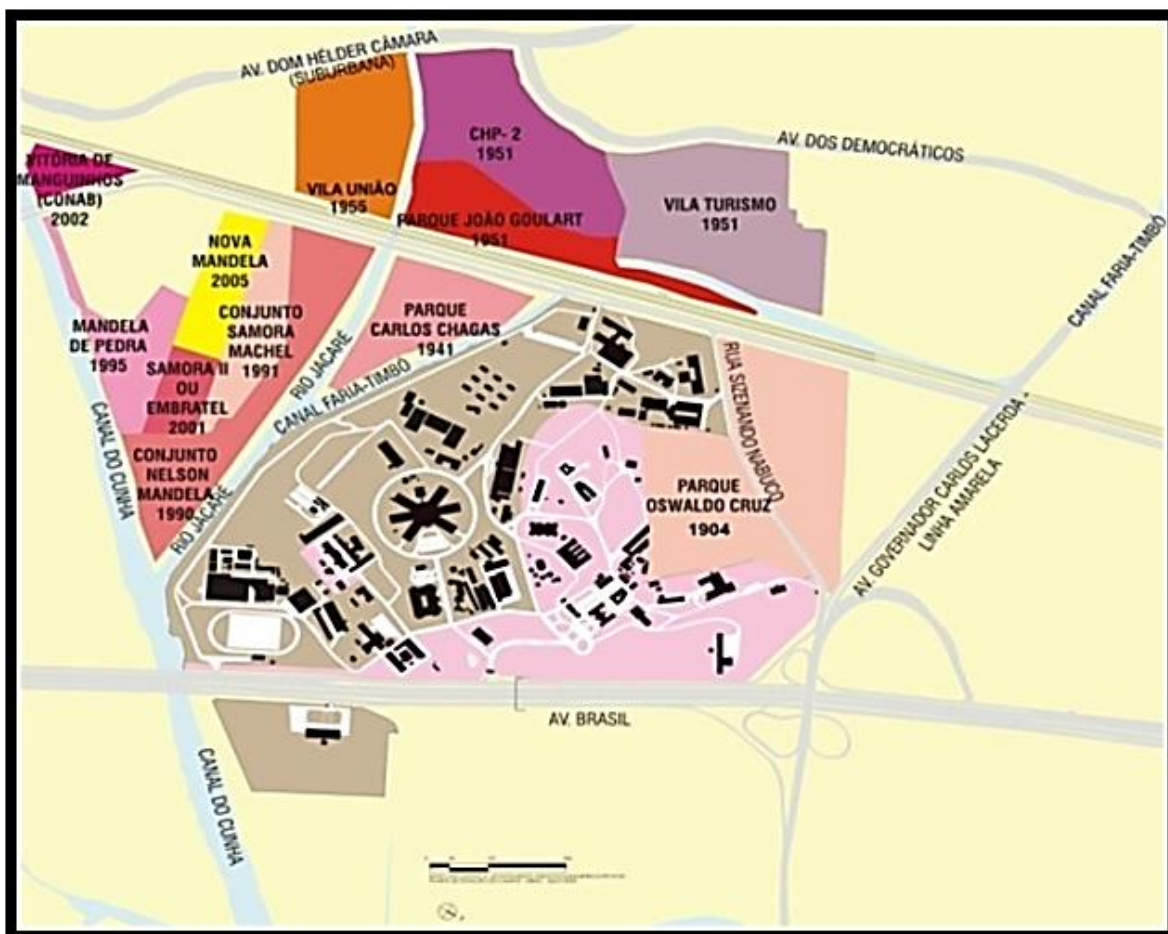 AV. DOM HÉLDER CÂMARA
(SUBURBANA)
CHP- 2
1951
AV. DOS DEMOCRÁTICOS
VITÓRIA DE
MANGUINHOS
(CONAB)
2002
VILA UNIÃO
1955
PARQUE JOÃO GOULART
1951
VILA TURISMO
1951
NOVA
MANDELA
2005
CANAL FARIA-TIMBÓ
MANDELA
DE PEDRA
1995
CONJUNTO
SAMORA
MACHEL
1991
PARQUE
CARLOS CHAGAS
1941
SAMORA II
OU
EMBRATEL
2001
RIO JACARÉ
CANAL FARIA-TIMBÓ
RUA SIZENANDO NABUCO
CANAL DO CUNHA
CONJUNTO
NELSON
MANDELA
1990
RIO JACARÉ
PARQUE
OSWALDO CRUZ
1904
AV. GOVERNADOR CARLOS LACERDA -
LINHA AMARELA
AV. BRASIL
CANAL DO CUNHA